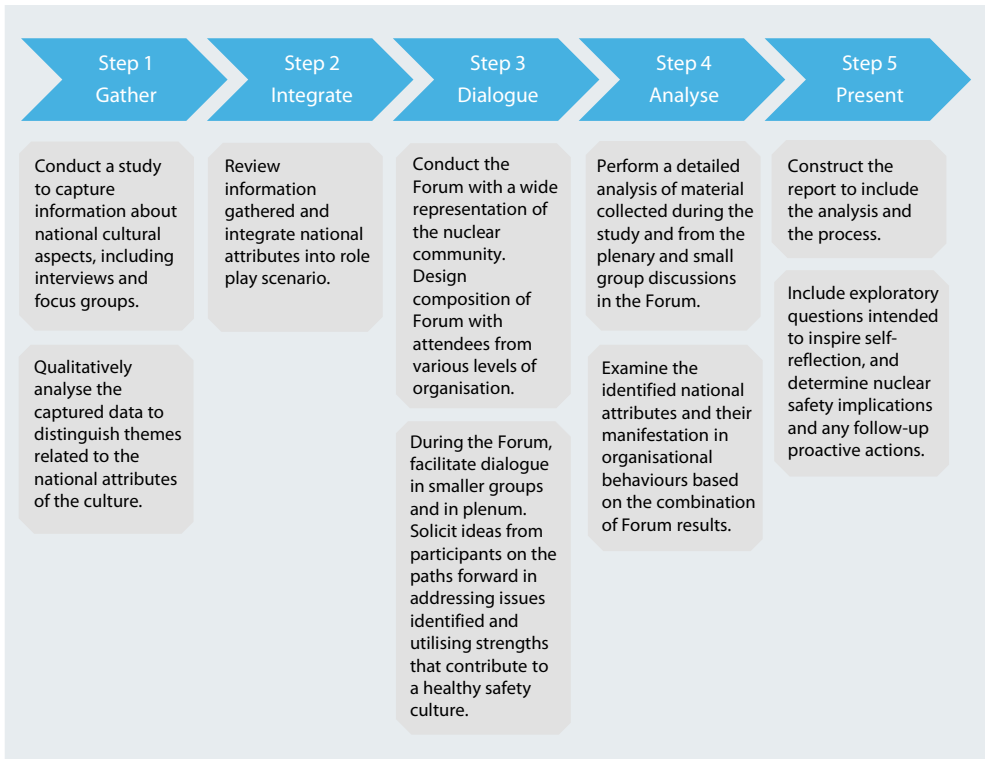 Step 1
Gather
Step 2
Integrate
Step 3
Dialogue
Step 4
Analyse
Step 5
Present
Conduct a study
to capture
information about
national cultural
aspects, including
interviews and
focus groups.
Qualitatively
analyse the
captured data to
distinguish themes
related to the
national attributes
of the culture.
Review
information
gathered and
integrate national
attributes into role
play scenario.
Conduct the
Forum with a wide
representation of
the nuclear
community.
Design
composition of
Forum with
attendees from
various levels of
organisation.
During the Forum,
facilitate dialogue
in smaller groups
and in plenum.
Solicit ideas from
participants on the
paths forward in
addressing issues
identified and
utilising strengths
that contribute to
a healthy safety
culture.
Perform a detailed
analysis of material
collected during the
study and from the
plenary and small
group discussions
in the Forum.
Examine the
identified national
attributes and their
manifestation in
organisational
behaviours based
on the combination
of Forum results.
Construct the
report to include
the analysis and
the process.
Include exploratory
questions intended
to inspire self-
reflection, and
determine nuclear
safety implications
and any follow-up
proactive actions.